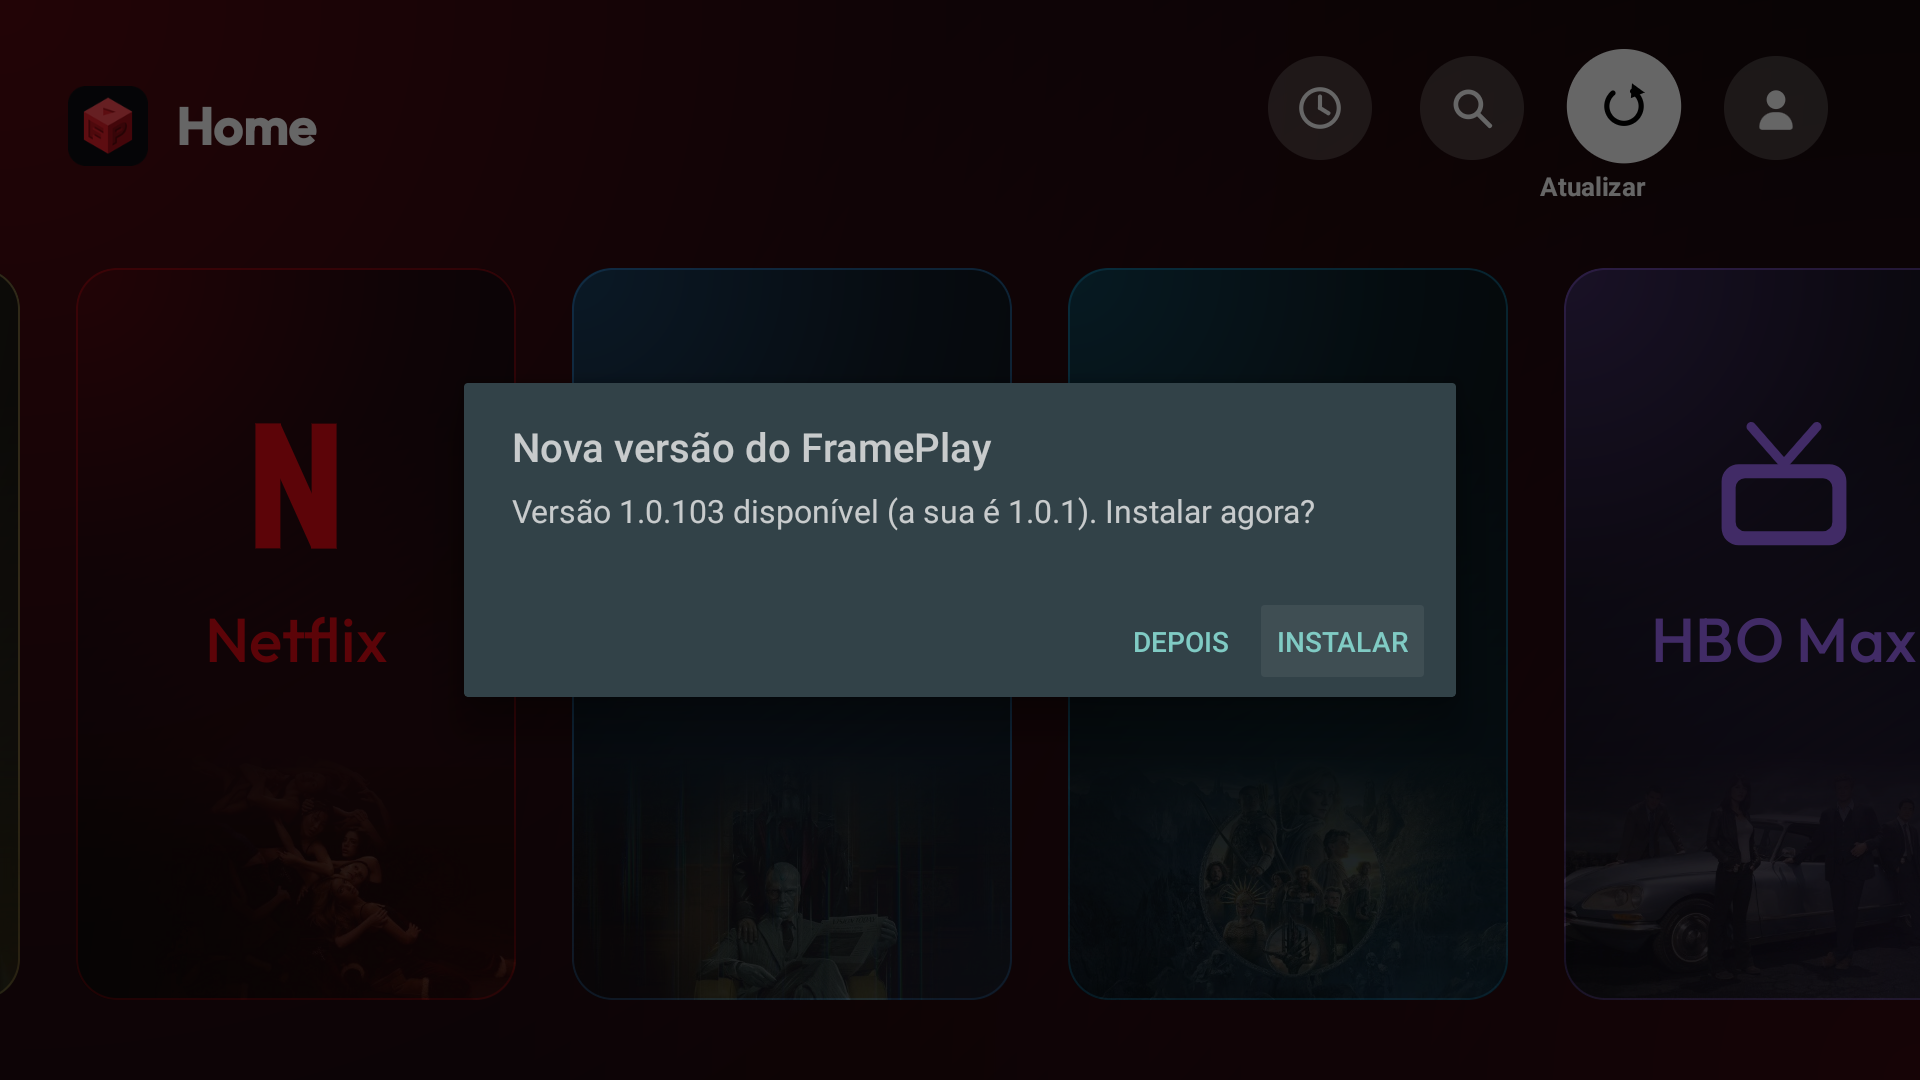 Home
Atualizar
Nova versão do FramePlay
Versão 1.0.103 disponível (a sua é 1.0.1). Instalar agora?
DEPOIS
INSTALAR
N
Netflix
HBO Max